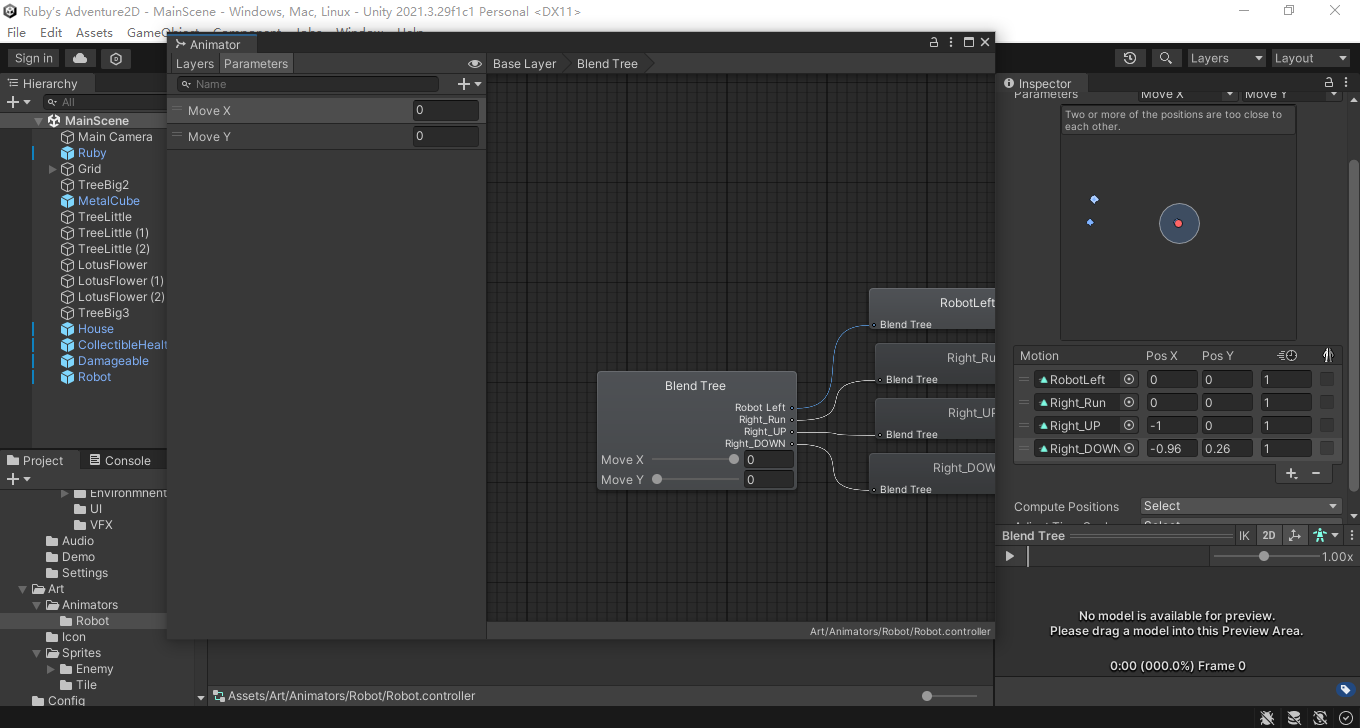 Ruby's Adventure2D - MainScene - Windows, Mac, Linux - Unity 2021.3.29f1c1 Personal <DX11>
File Edit Assets GameObject Component Jobs Window Help
Sign in
Layers
Layout
Hierarchy
All
MainScene
Main Camera
Ruby
Grid
TreeBig2
MetalCube
TreeLittle
TreeLittle (1)
TreeLittle (2)
LotusFlower
LotusFlower (1)
LotusFlower (2)
TreeBig3
House
CollectibleHealt
Damageable
Robot
Project
Console
Environmnent
UI
VFX
Audio
Demo
Settings
Art
Animators
Robot
Icon
Sprites
Enemy
Tile
Config
Animator
Layers Parameters
Name
Move X 0
Move Y 0
Base Layer Blend Tree
Blend Tree
Robot Left
Right_Run
Right_UP
Right_DOWN
Move X 0
Move Y 0
RobotLeft
Blend Tree
Right_Ru
Blend Tree
Right_UP
Blend Tree
Right_DOW
Blend Tree
Art/Animators/Robot/Robot.controller
Assets/Art/Animators/Robot/Robot.controller
Inspector
Parameters Move X Move Y
Two or more of the positions are too close to
each other.
Motion Pos X Pos Y
RobotLeft 0 0 1
Right_Run 0 0 1
Right_UP -1 0 1
Right_DOWN -0.96 0.26 1
Compute Positions Select
Blend Tree IK 2D
1.00x
No model is available for preview.
Please drag a model into this Preview Area.
0:00 (000.0%) Frame 0